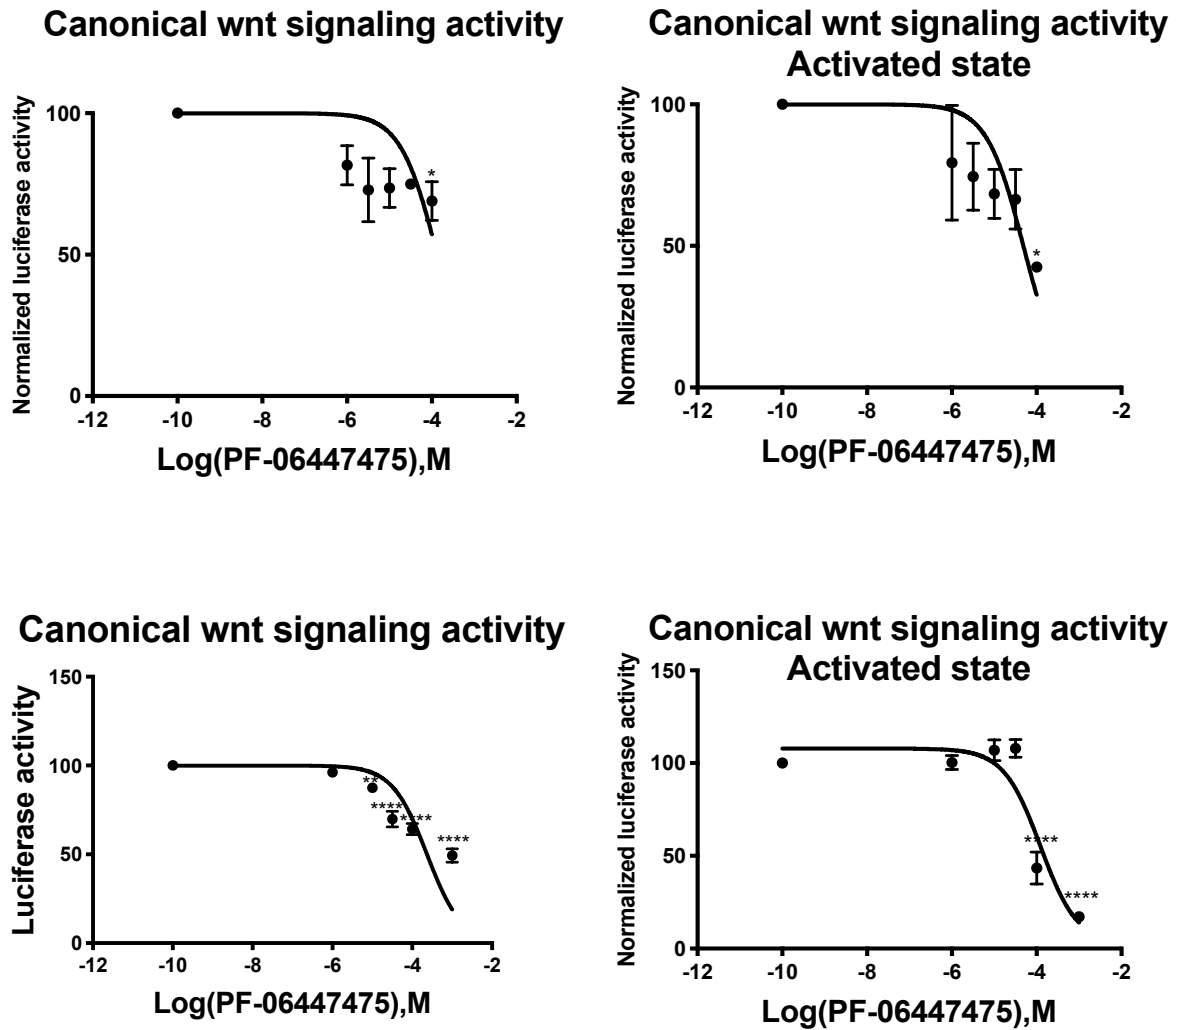 Canonical wnt signaling activity
Normalized luciferase activity
100
50
0
*
-12 -10 -8 -6 -4 -2
Log(PF-06447475),M
Canonical wnt signaling activity
Activated state
Normalized luciferase activity
100
50
0
*
-12 -10 -8 -6 -4 -2
Log(PF-06447475),M
Canonical wnt signaling activity
Luciferase activity
150
100
50
0
**
**** ****
****
-12 -10 -8 -6 -4 -2
Log(PF-06447475),M
Canonical wnt signaling activity
Activated state
Normalized luciferase activity
150
100
50
0
****
****
-12 -10 -8 -6 -4 -2
Log(PF-06447475),M